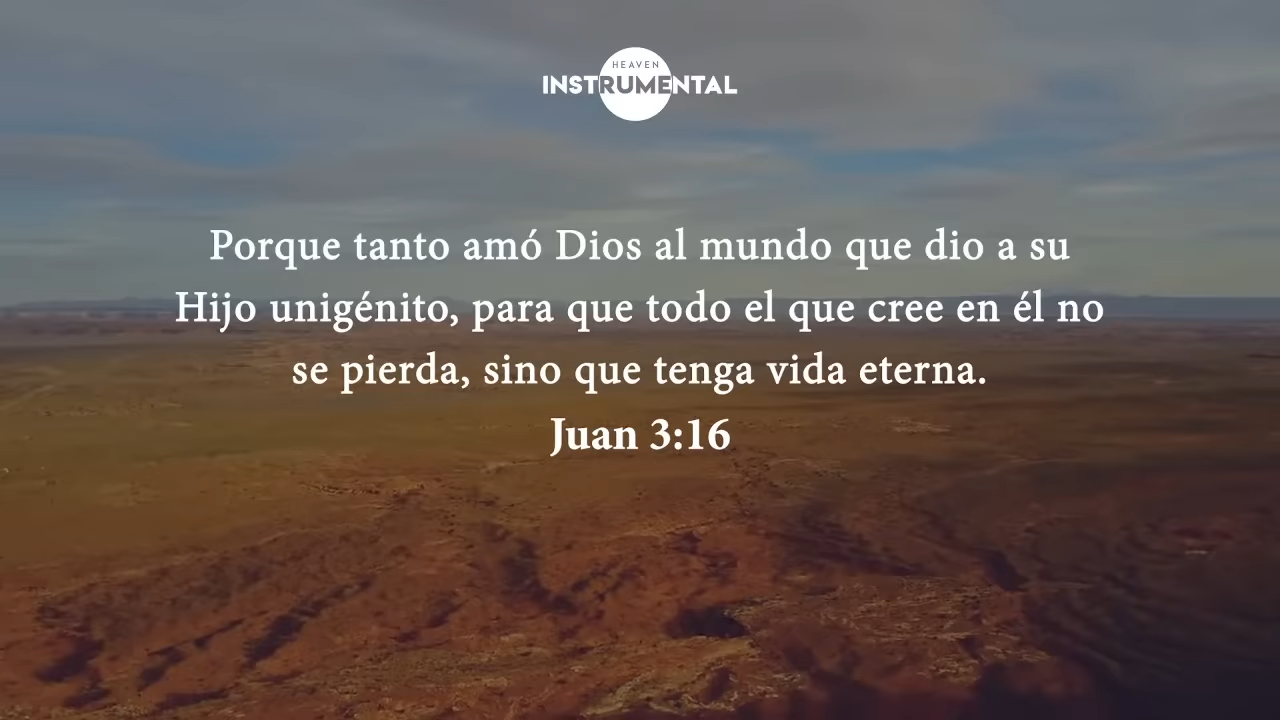 HEAVEN
INSTRUMENTAL
Porque tanto amó Dios al mundo que dio a su
Hijo unigénito, para que todo el que cree en él no
se pierda, sino que tenga vida eterna.
Juan 3:16